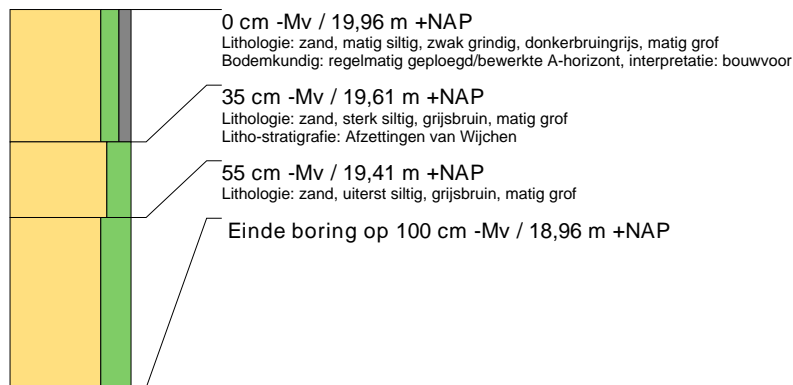 0 cm -Mv / 19,96 m +NAP
Lithologie: zand, matig siltig, zwak grindig, donkerbruingrijs, matig grof
Bodemkundig: regelmatig geploegd/bewerkte A-horizont, interpretatie: bouwvoor
35 cm -Mv / 19,61 m +NAP
Lithologie: zand, sterk siltig, grijsbruin, matig grof
Litho-stratigrafie: Afzettingen van Wijchen
55 cm -Mv / 19,41 m +NAP
Lithologie: zand, uiterst siltig, grijsbruin, matig grof
Einde boring op 100 cm -Mv / 18,96 m +NAP